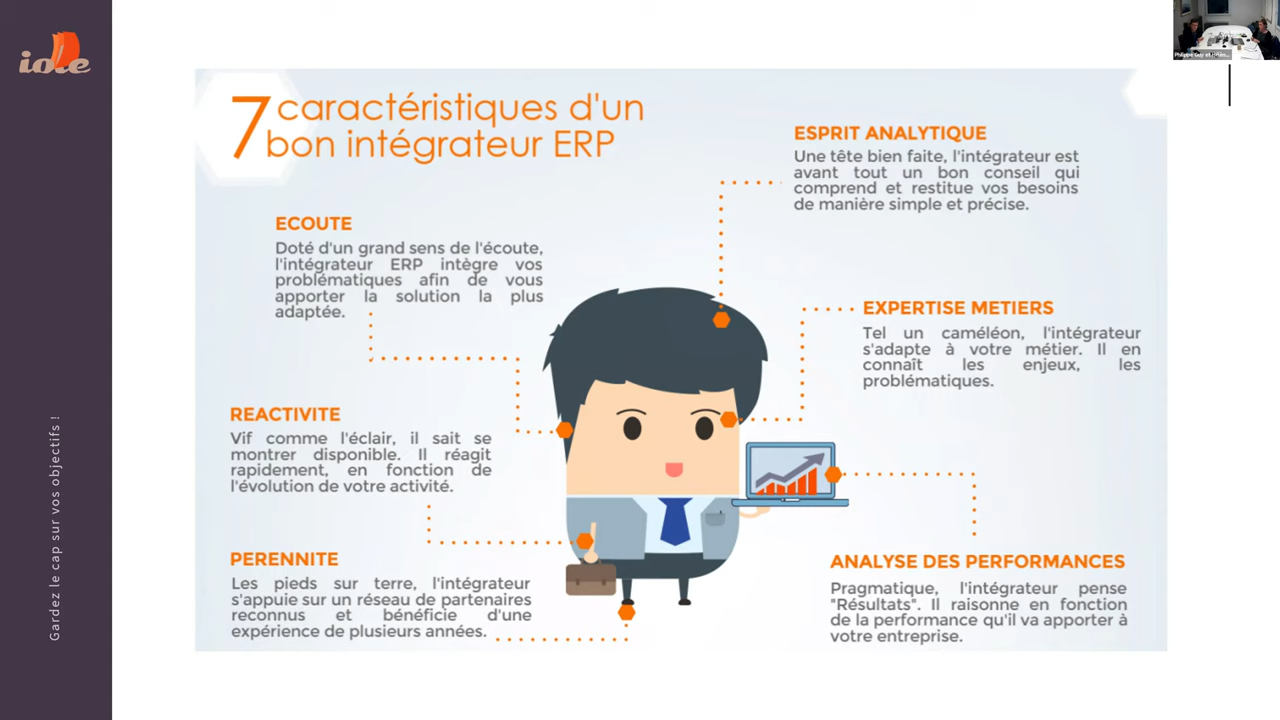 iole
Gardez le cap sur vos objectifs !
7 caractéristiques d'un
bon intégrateur ERP
ECOUTE
Doté d'un grand sens de l'écoute,
l'intégrateur ERP intègre vos
problématiques afin de vous
apporter la solution la plus
adaptée.
REACTIVITE
Vif comme l'éclair, il sait se
montrer disponible. Il réagit
rapidement, en fonction de
l'évolution de votre activité.
PERENNITE
Les pieds sur terre, l'intégrateur
s'appuie sur un réseau de partenaires
reconnus et bénéficie d'une
expérience de plusieurs années.
ESPRIT ANALYTIQUE
Une tête bien faite, l'intégrateur est
avant tout un bon conseil qui
comprend et restitue vos besoins
de manière simple et précise.
EXPERTISE METIERS
Tel un caméléon, l'intégrateur
s'adapte à votre métier. Il en
connaît les enjeux, les
problématiques.
ANALYSE DES PERFORMANCES
Pragmatique, l'intégrateur pense
"Résultats". Il raisonne en fonction
de la performance qu'il va apporter à
votre entreprise.
Philippe Guy et